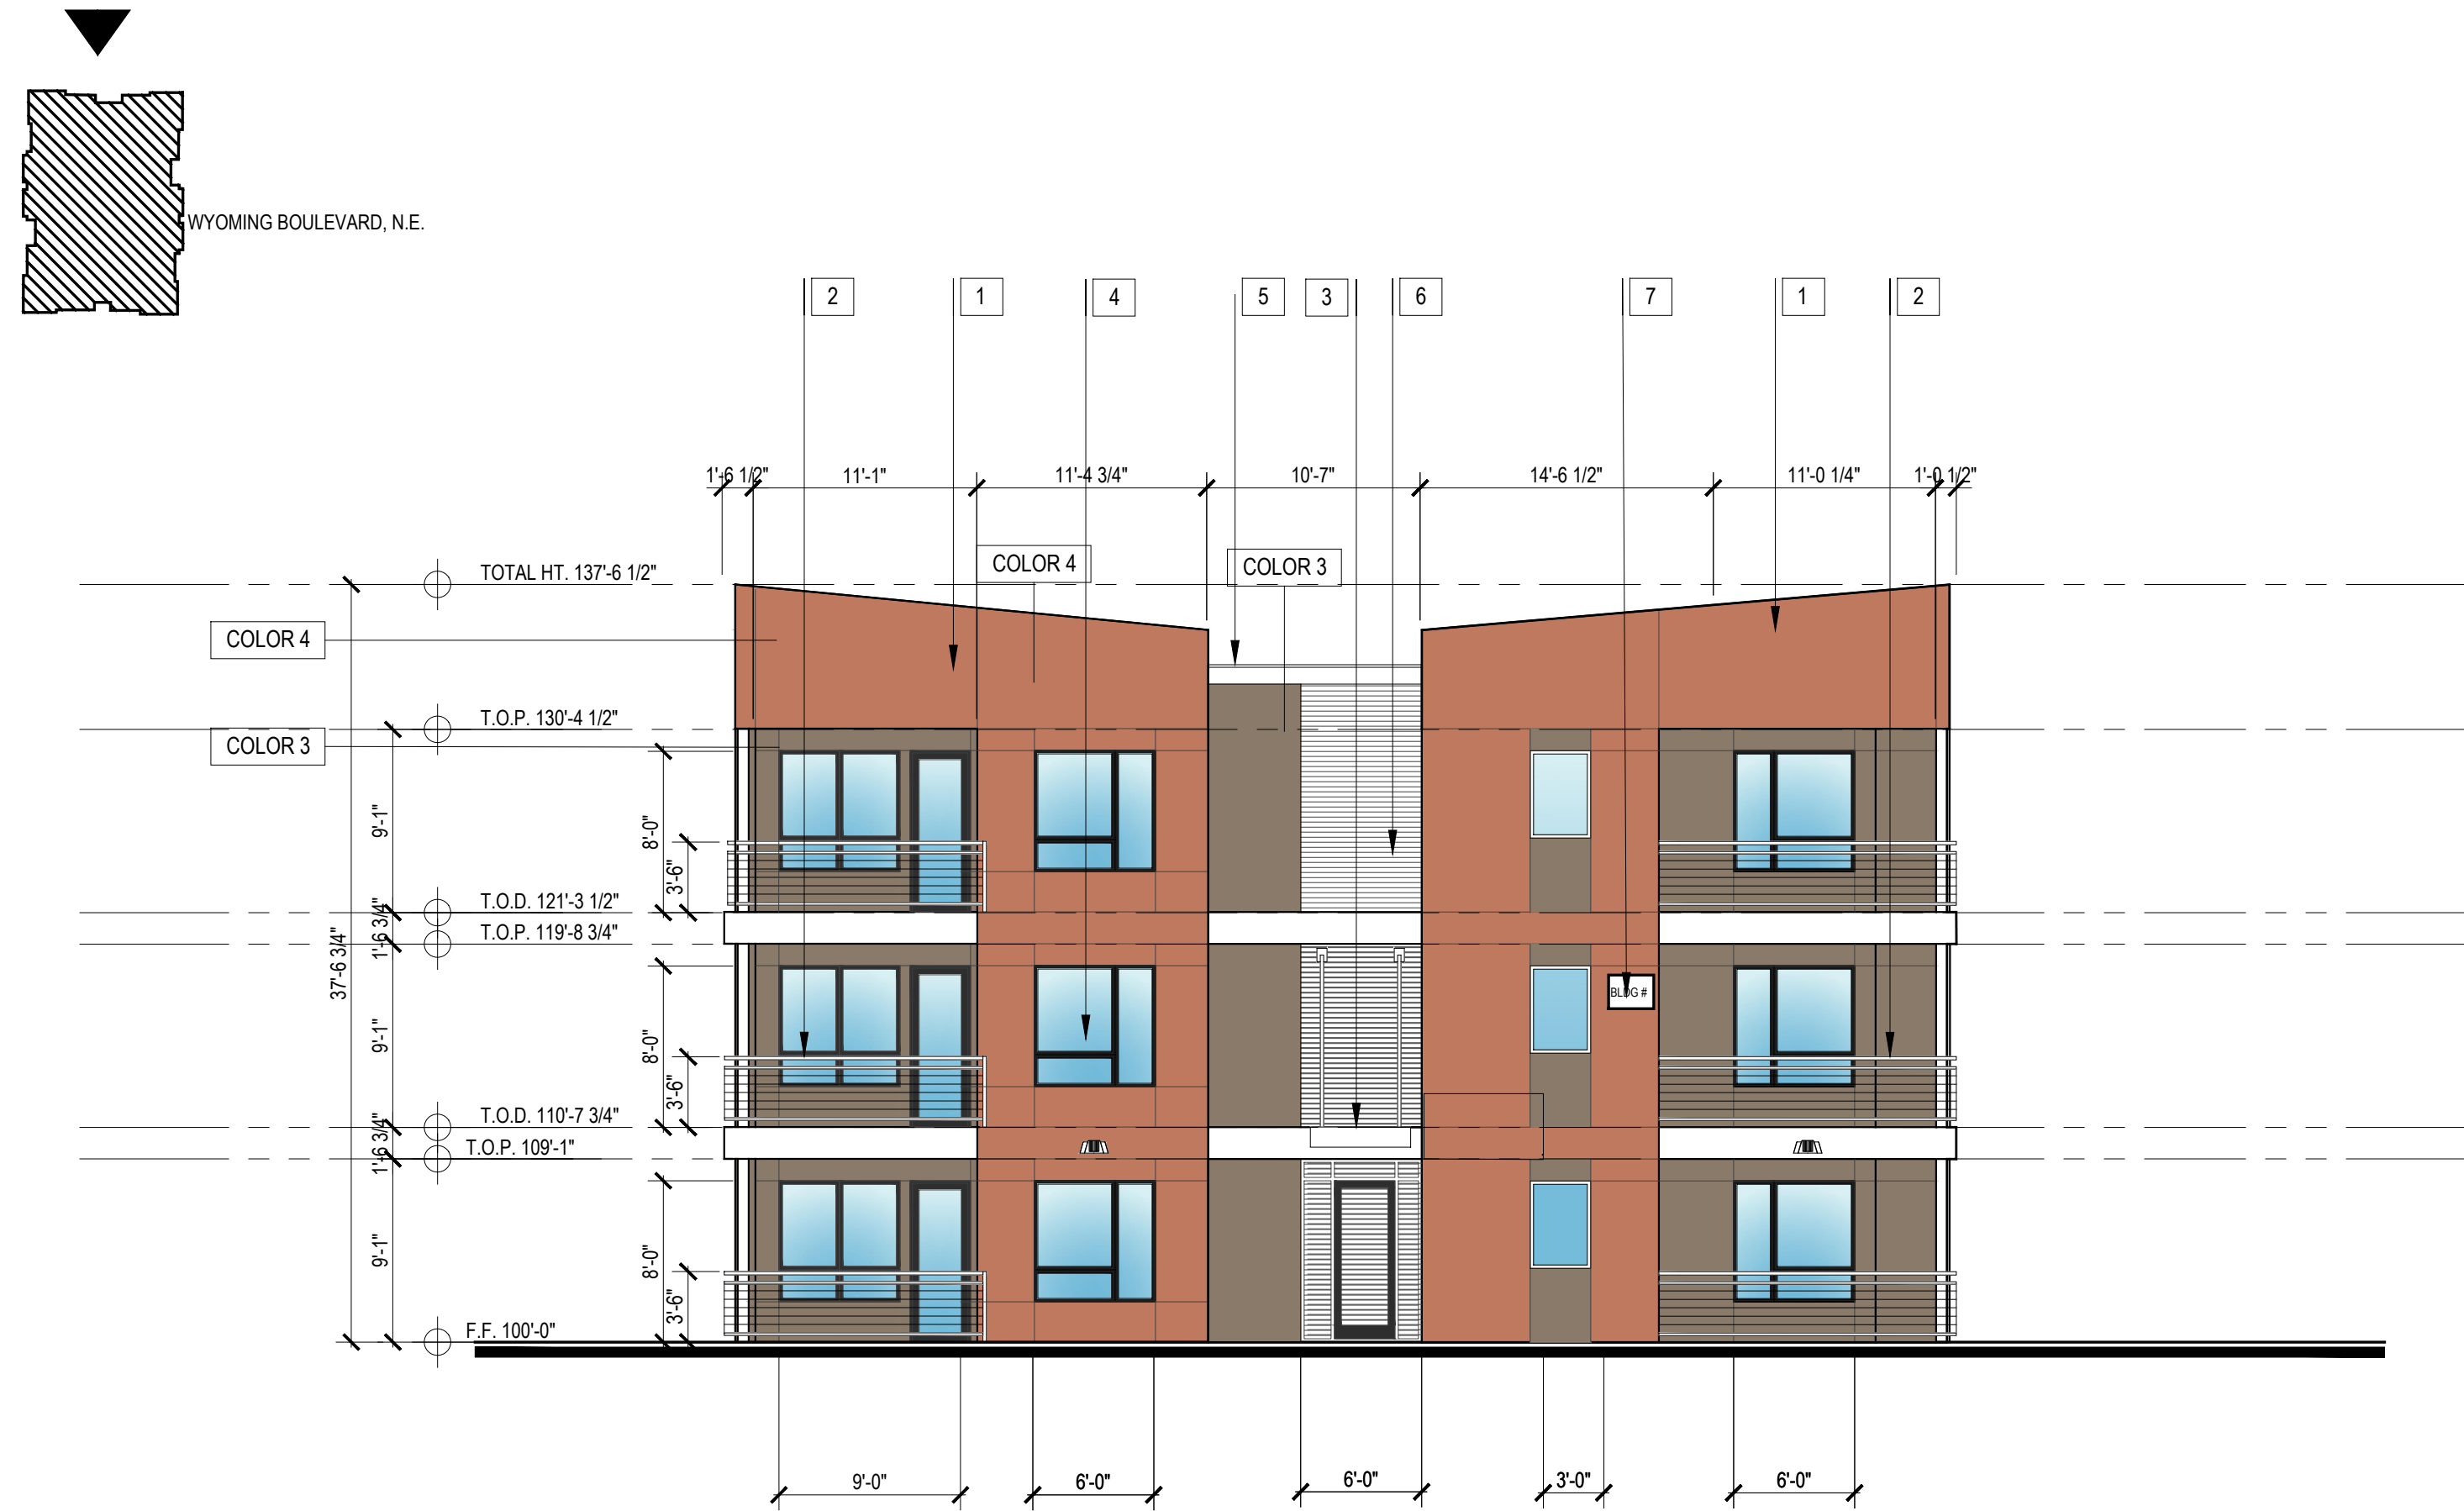 WYOMING BOULEVARD, N.E.
2
1
4
5
3
6
7
1
2
1'-6 1/2"
11'-1"
11'-4 3/4"
10'-7"
14'-6 1/2"
11'-0 1/4"
1'-0 1/2"
COLOR 4
COLOR 3
TOTAL HT. 137'-6 1/2"
COLOR 4
T.O.P. 130'-4 1/2"
COLOR 3
9'-1"
8'-0"
3'-6"
T.O.D. 121'-3 1/2"
1'-6 3/4"
T.O.P. 119'-8 3/4"
37'-6 3/4"
BLDG #
9'-1"
8'-0"
3'-6"
T.O.D. 110'-7 3/4"
1'-6 3/4"
T.O.P. 109'-1"
9'-1"
8'-0"
3'-6"
F.F. 100'-0"
9'-0"
6'-0"
6'-0"
3'-0"
6'-0"